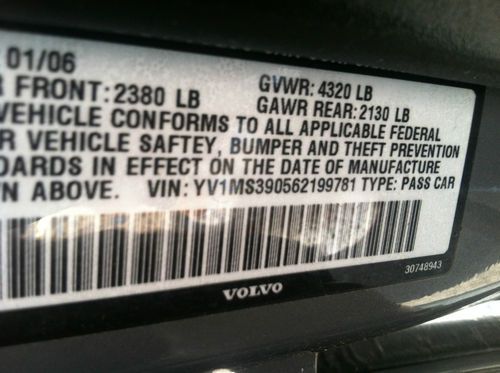 01/06 GVWR: 4320 LB
R FRONT: 2380 LB GAWR REAR: 2130 LB
VEHICLE CONFORMS TO ALL APPLICABLE FEDERAL
R VEHICLE SAFTEY, BUMPER AND THEFT PREVENTION
DARDS IN EFFECT ON THE DATE OF MANUFACTURE
N ABOVE. VIN: YV1MS390562199781 TYPE: PASS CAR
30748943
VOLVO